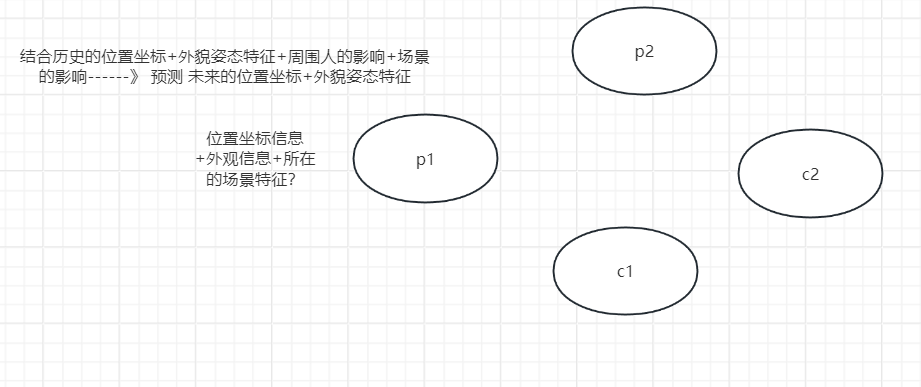 结合历史的位置坐标+外貌姿态特征+周围人的影响+场景
的影响------》 预测 未来的位置坐标+外貌姿态特征
p2
位置坐标信息
+外观信息+所在
的场景特征?
p1
c2
c1